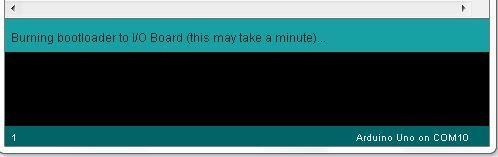 Burning bootloader to I/O Board (this may take a minute)...
1
Arduino Uno on COM10